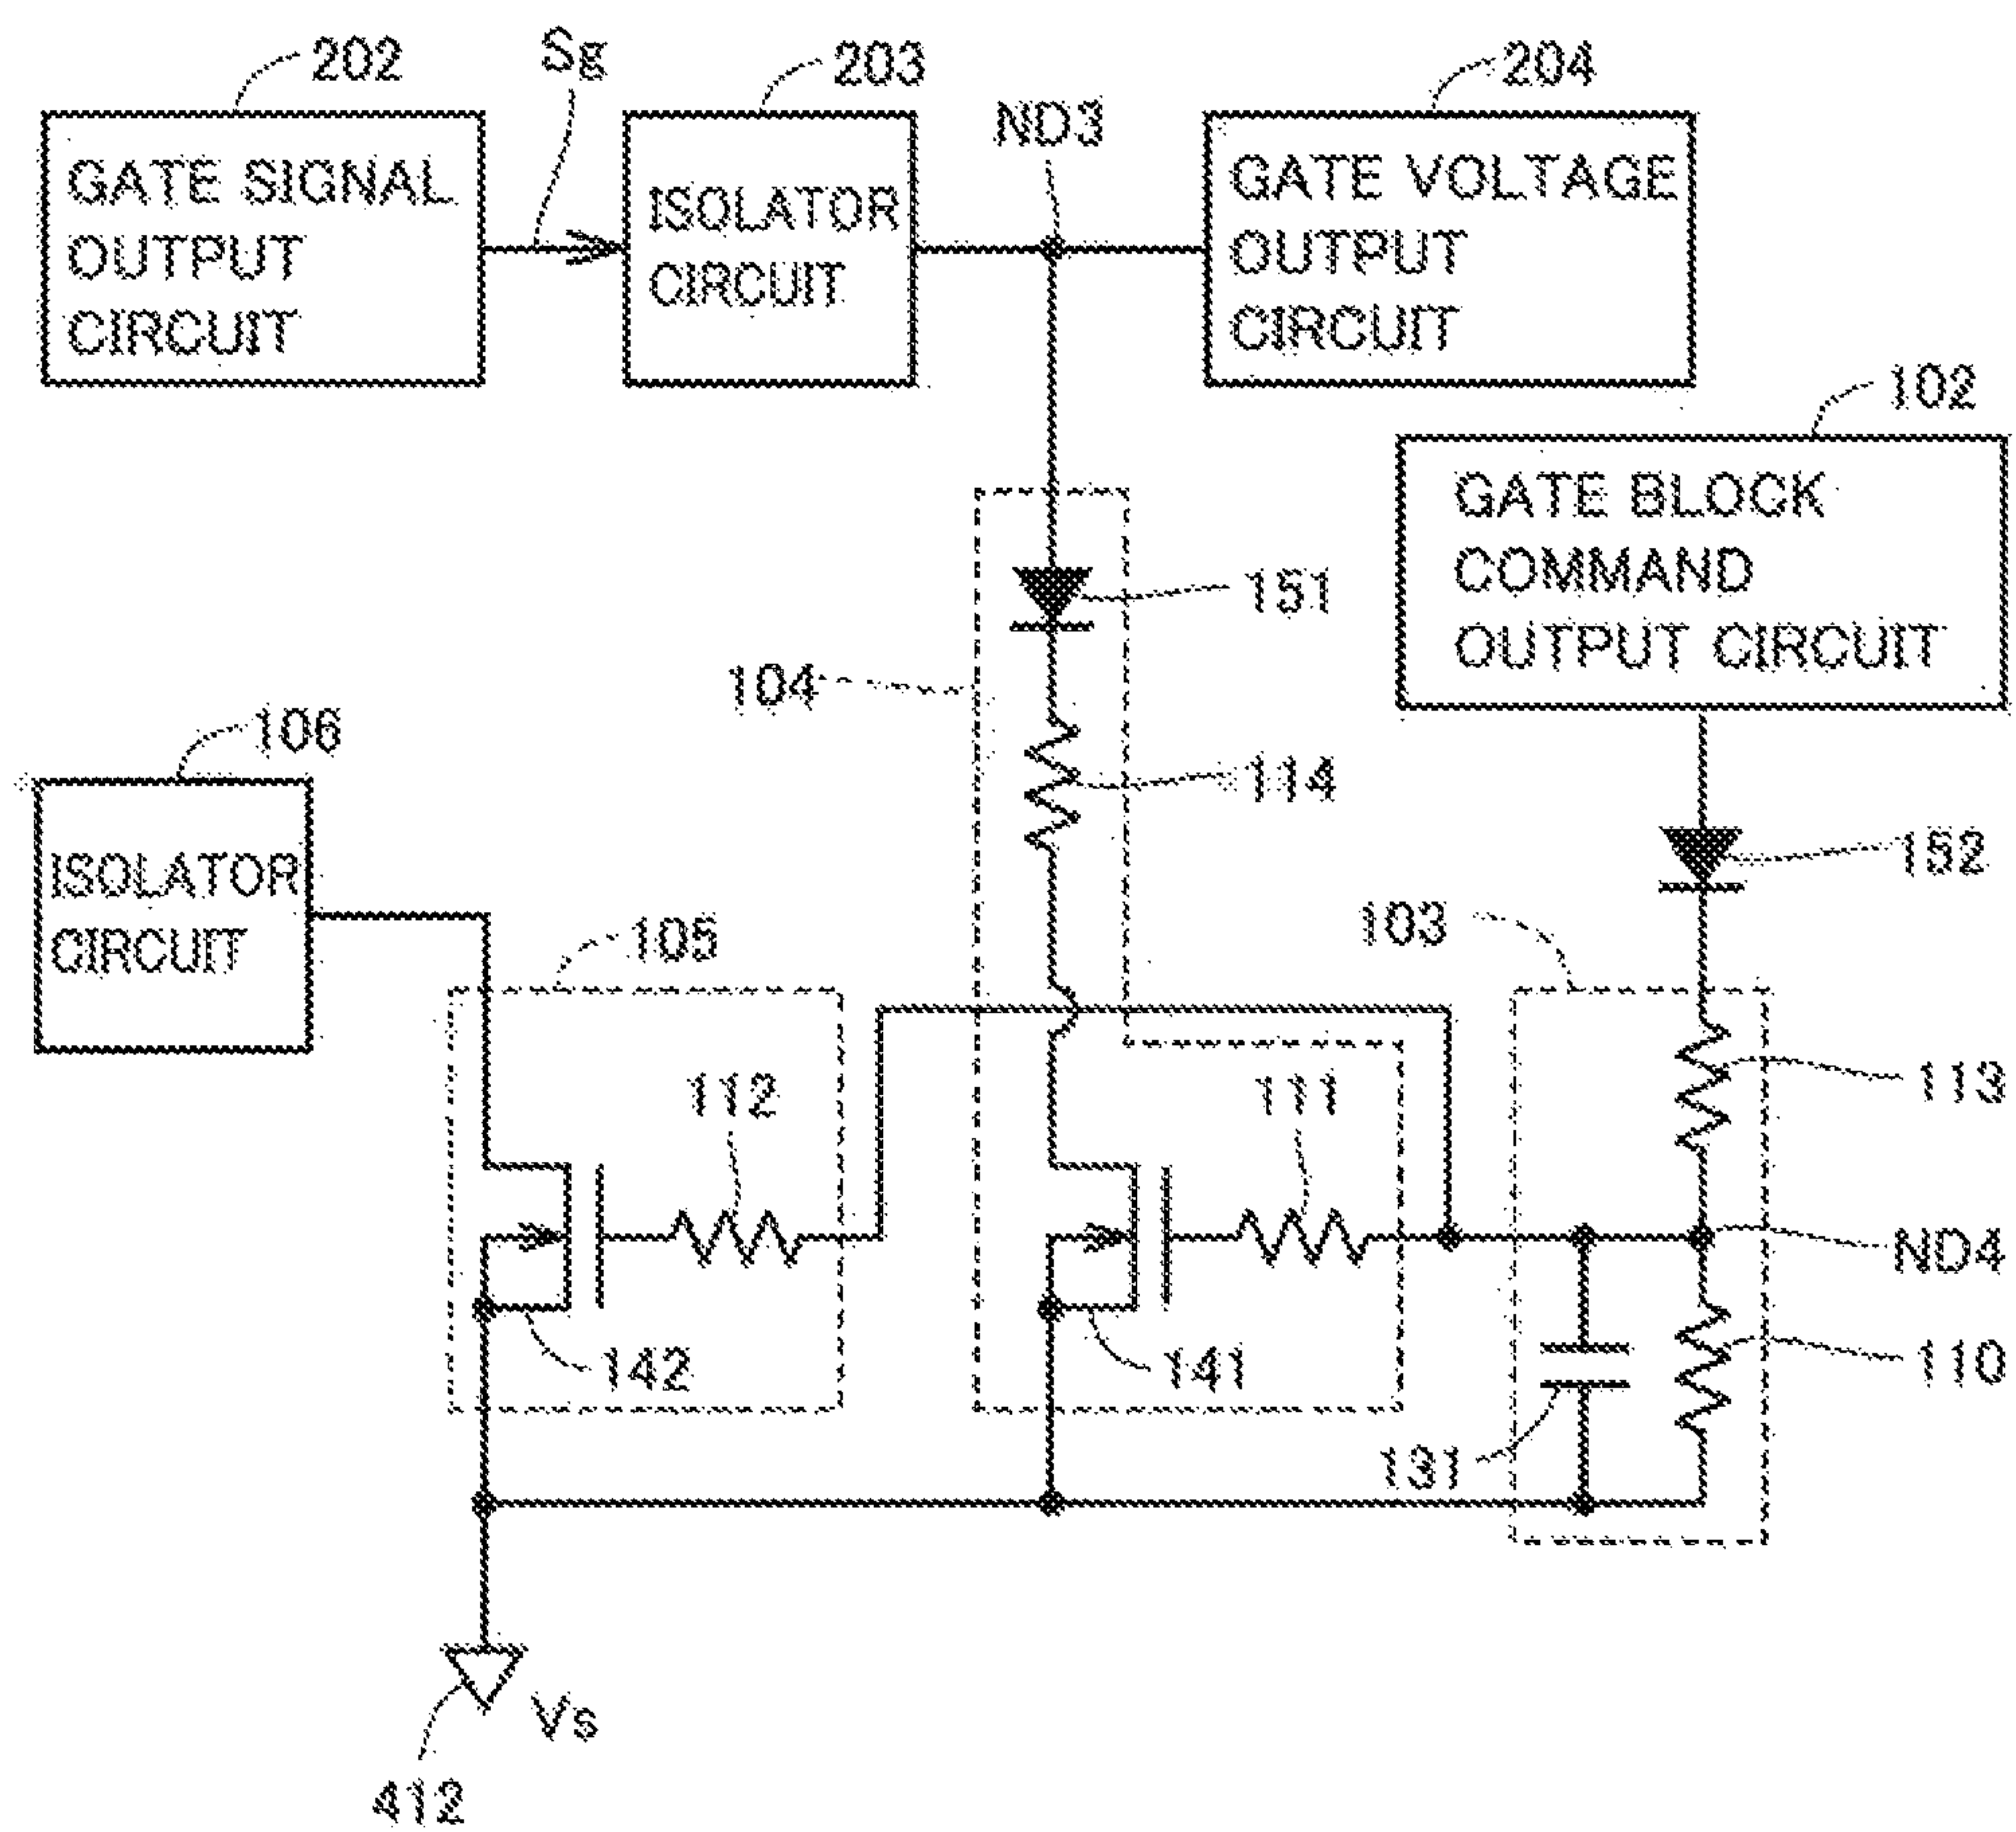 202
Sg
203
204
ND3
GATE SIGNAL
OUTPUT
CIRCUIT
ISOLATOR
CIRCUIT
GATE VOLTAGE
OUTPUT
CIRCUIT
102
GATE BLOCK
COMMAND
OUTPUT CIRCUIT
151
104
106
114
ISOLATOR
CIRCUIT
152
105
103
112
111
113
ND4
142
141
110
131
Vs
412